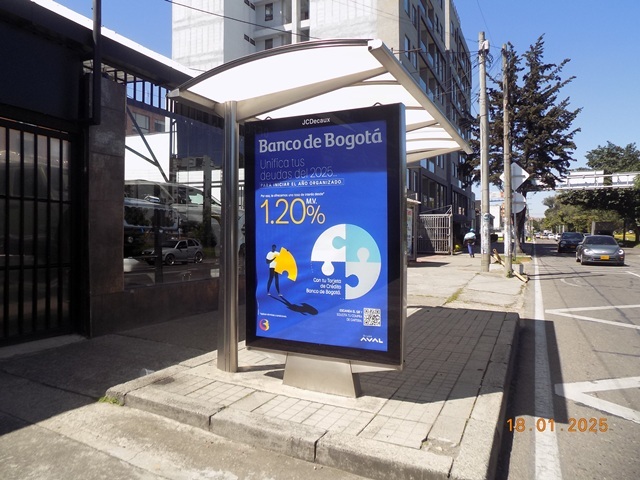 JCDecaux
Banco de Bogotá
Unifica tus
deudas del 2025
PARA INICIAR EL AÑO ORGANIZADO
1.20%
M.V.
Con tu Tarjeta
de Crédito
Banco de Bogotá.
AVAL
18.01.2025